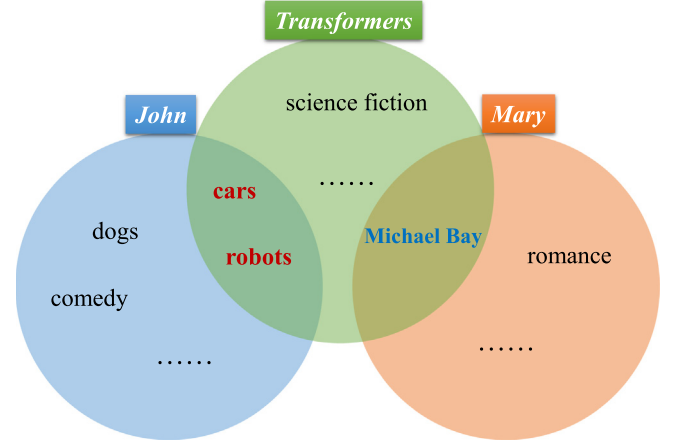 Transformers
John
Mary
science fiction
......
cars
dogs
robots
Michael Bay
romance
comedy
......
......